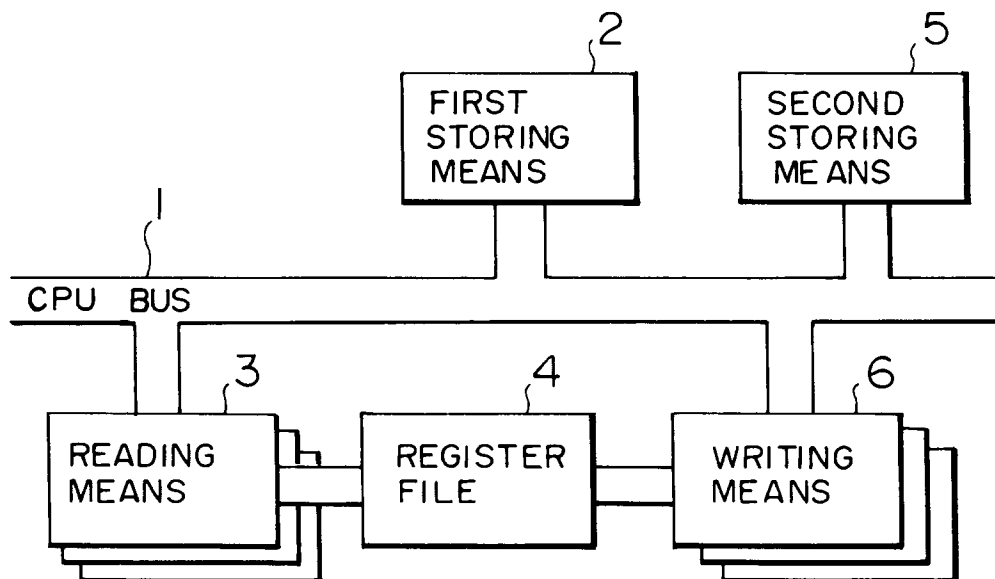 2
5
FIRST
STORING
MEANS
SECOND
STORING
MEANS
1
CPU BUS
3
4
6
READING
MEANS
REGISTER
FILE
WRITING
MEANS